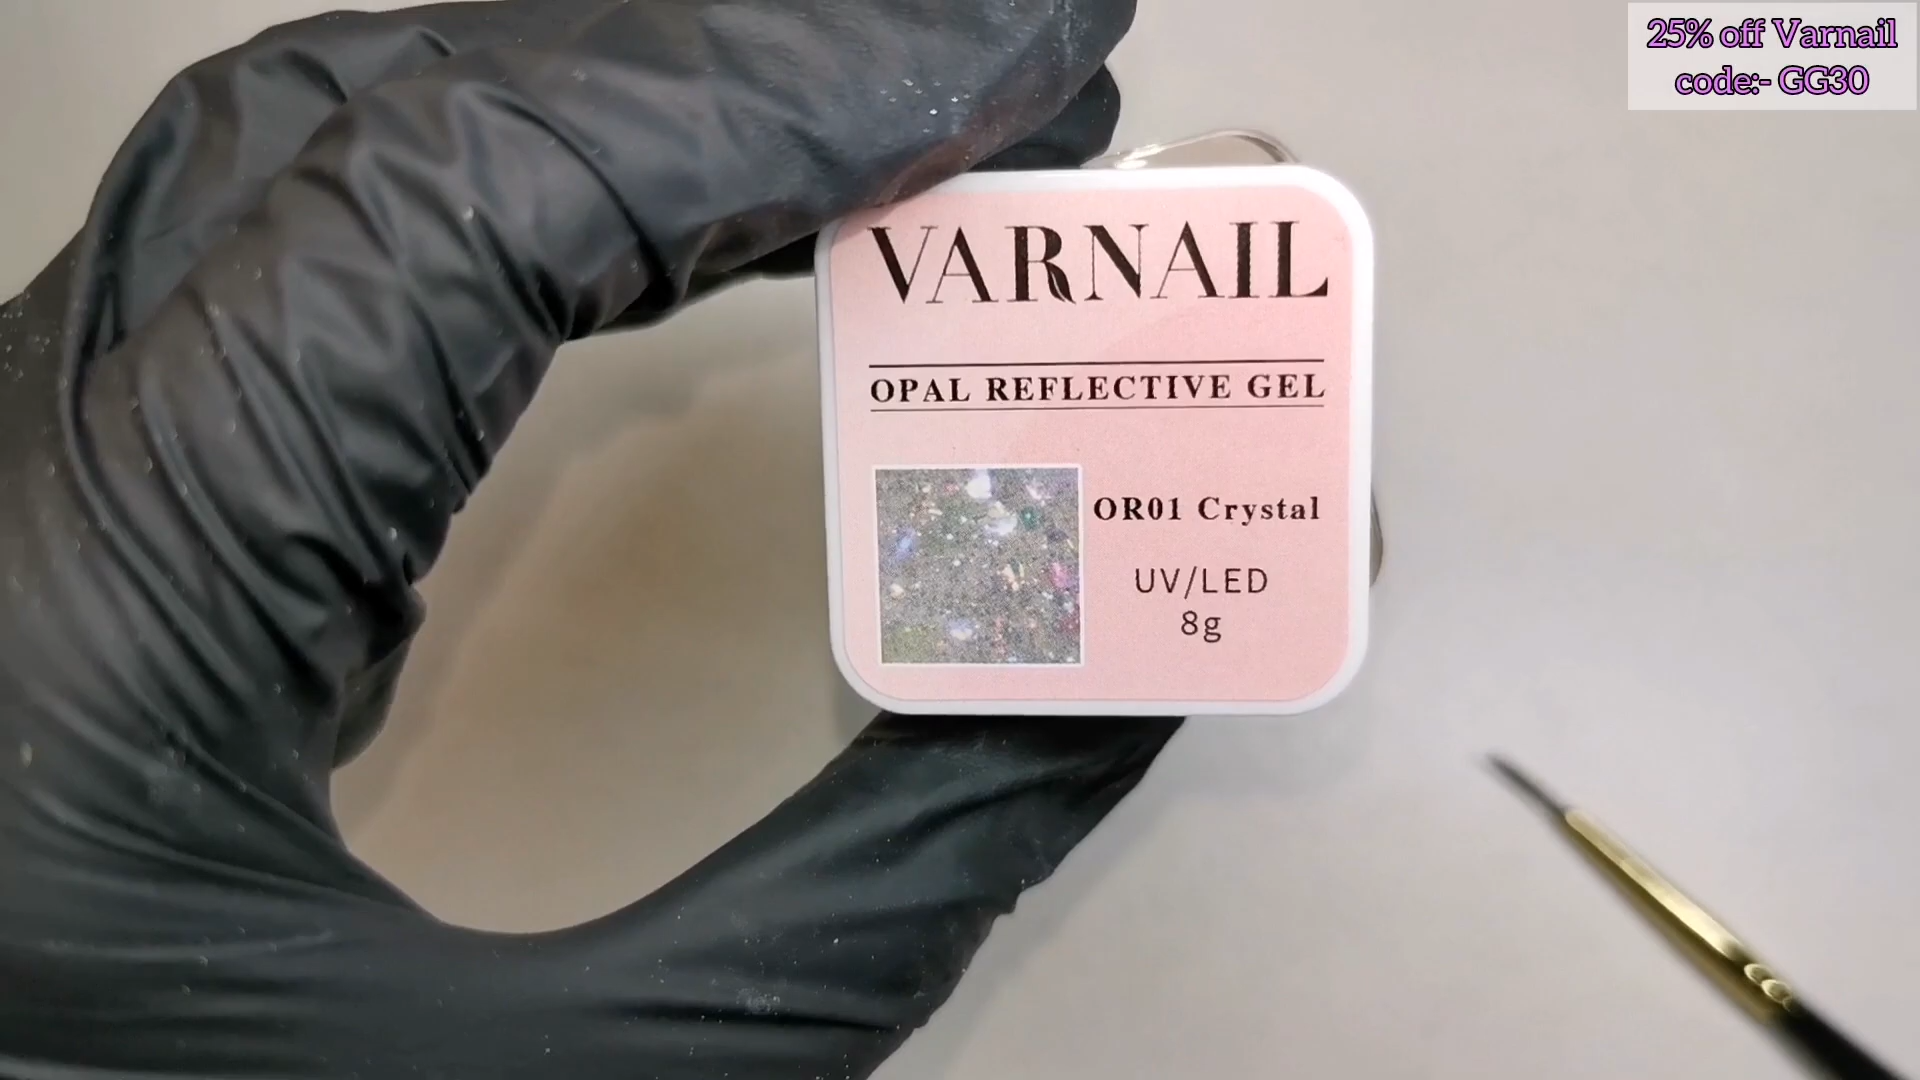 25% off Varnail
code:- GG30
VARNAIL
OPAL REFLECTIVE GEL
OR01 Crystal
UV/LED
8g